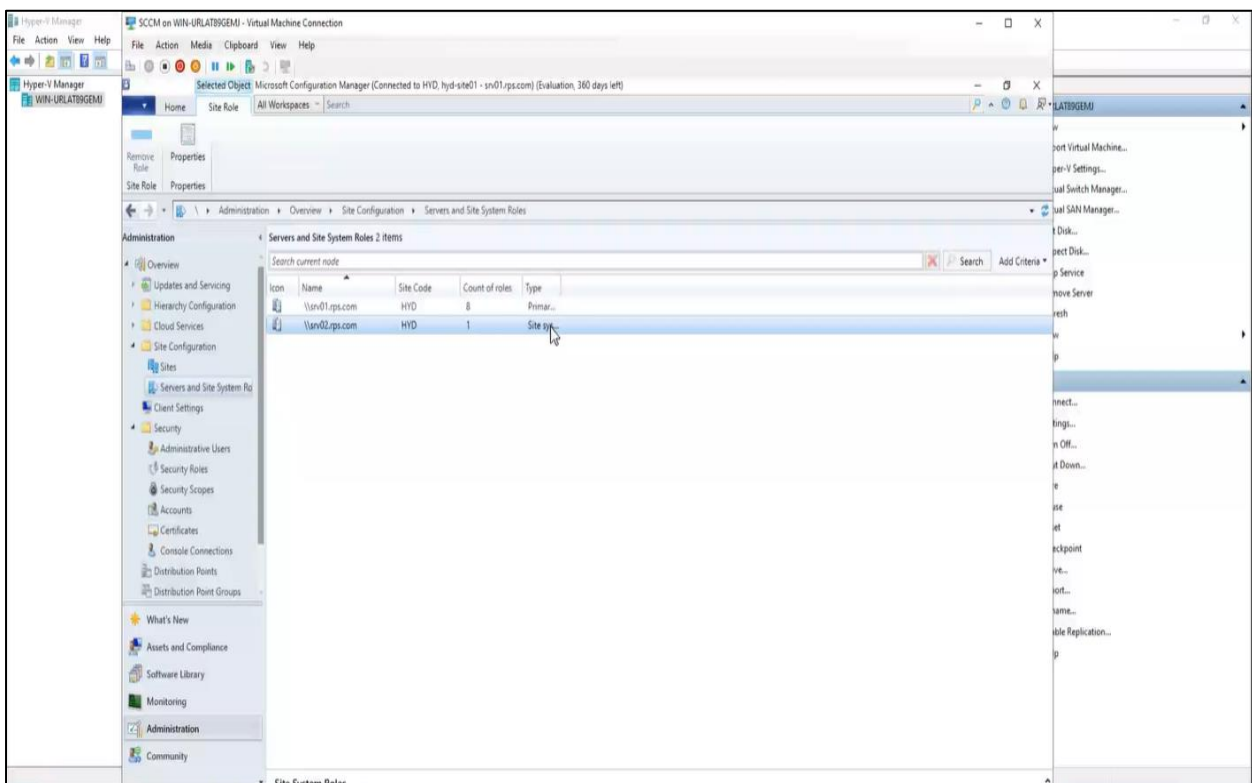 Hyper-V Manager
File Action View Help
Hyper-V Manager
WIN-URLAT89GEMJ
SCCM on WIN-URLAT89GEMJ - Virtual Machine Connection
File Action Media Clipboard View Help
Selected Object Microsoft Configuration Manager (Connected to HYD, hyd-site01 - srv01.rps.com) (Evaluation, 360 days left)
Home Site Role All Workspaces Search
Remove Role
Properties
Site Role Properties
\ Administration Overview Site Configuration Servers and Site System Roles
Administration
Overview
Updates and Servicing
Hierarchy Configuration
Cloud Services
Site Configuration
Sites
Servers and Site System Ro
Client Settings
Security
Administrative Users
Security Roles
Security Scopes
Accounts
Certificates
Console Connections
Distribution Points
Distribution Point Groups
What's New
Assets and Compliance
Software Library
Monitoring
Administration
Community
Servers and Site System Roles 2 items
Search current node Search Add Criteria
Icon Name Site Code Count of roles Type
\\srv01.rps.com HYD 8 Primar...
\\srv02.rps.com HYD 1 Site sys...
Site System Roles
LAT89GEMJ
w
port Virtual Machine...
per-V Settings...
ual Switch Manager...
ual SAN Manager...
t Disk...
pect Disk...
p Service
move Server
resh
w
p
nnect...
tings...
n Off...
ut Down...
e
use
et
eckpoint
ve...
port...
name...
able Replication...
p